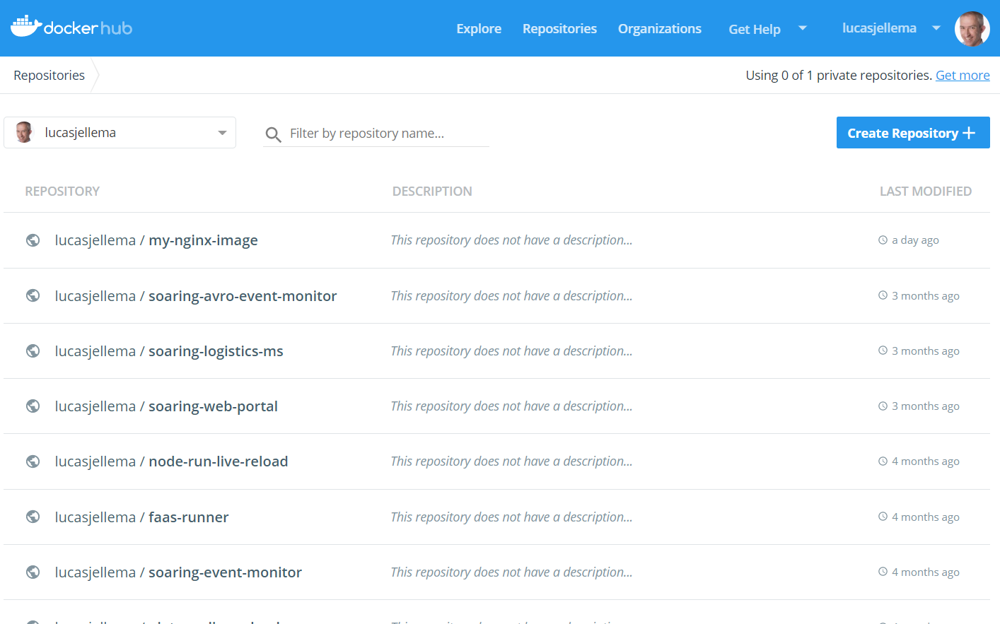 docker hub
Explore Repositories Organizations Get Help lucasjellema
Repositories
Using 0 of 1 private repositories. Get more
lucasjellema
Filter by repository name...
Create Repository +
REPOSITORY DESCRIPTION LAST MODIFIED
lucasjellema / my-nginx-image This repository does not have a description... a day ago
lucasjellema / soaring-avro-event-monitor This repository does not have a description... 3 months ago
lucasjellema / soaring-logistics-ms This repository does not have a description... 3 months ago
lucasjellema / soaring-web-portal This repository does not have a description... 3 months ago
lucasjellema / node-run-live-reload This repository does not have a description... 4 months ago
lucasjellema / faas-runner This repository does not have a description... 4 months ago
lucasjellema / soaring-event-monitor This repository does not have a description... 4 months ago